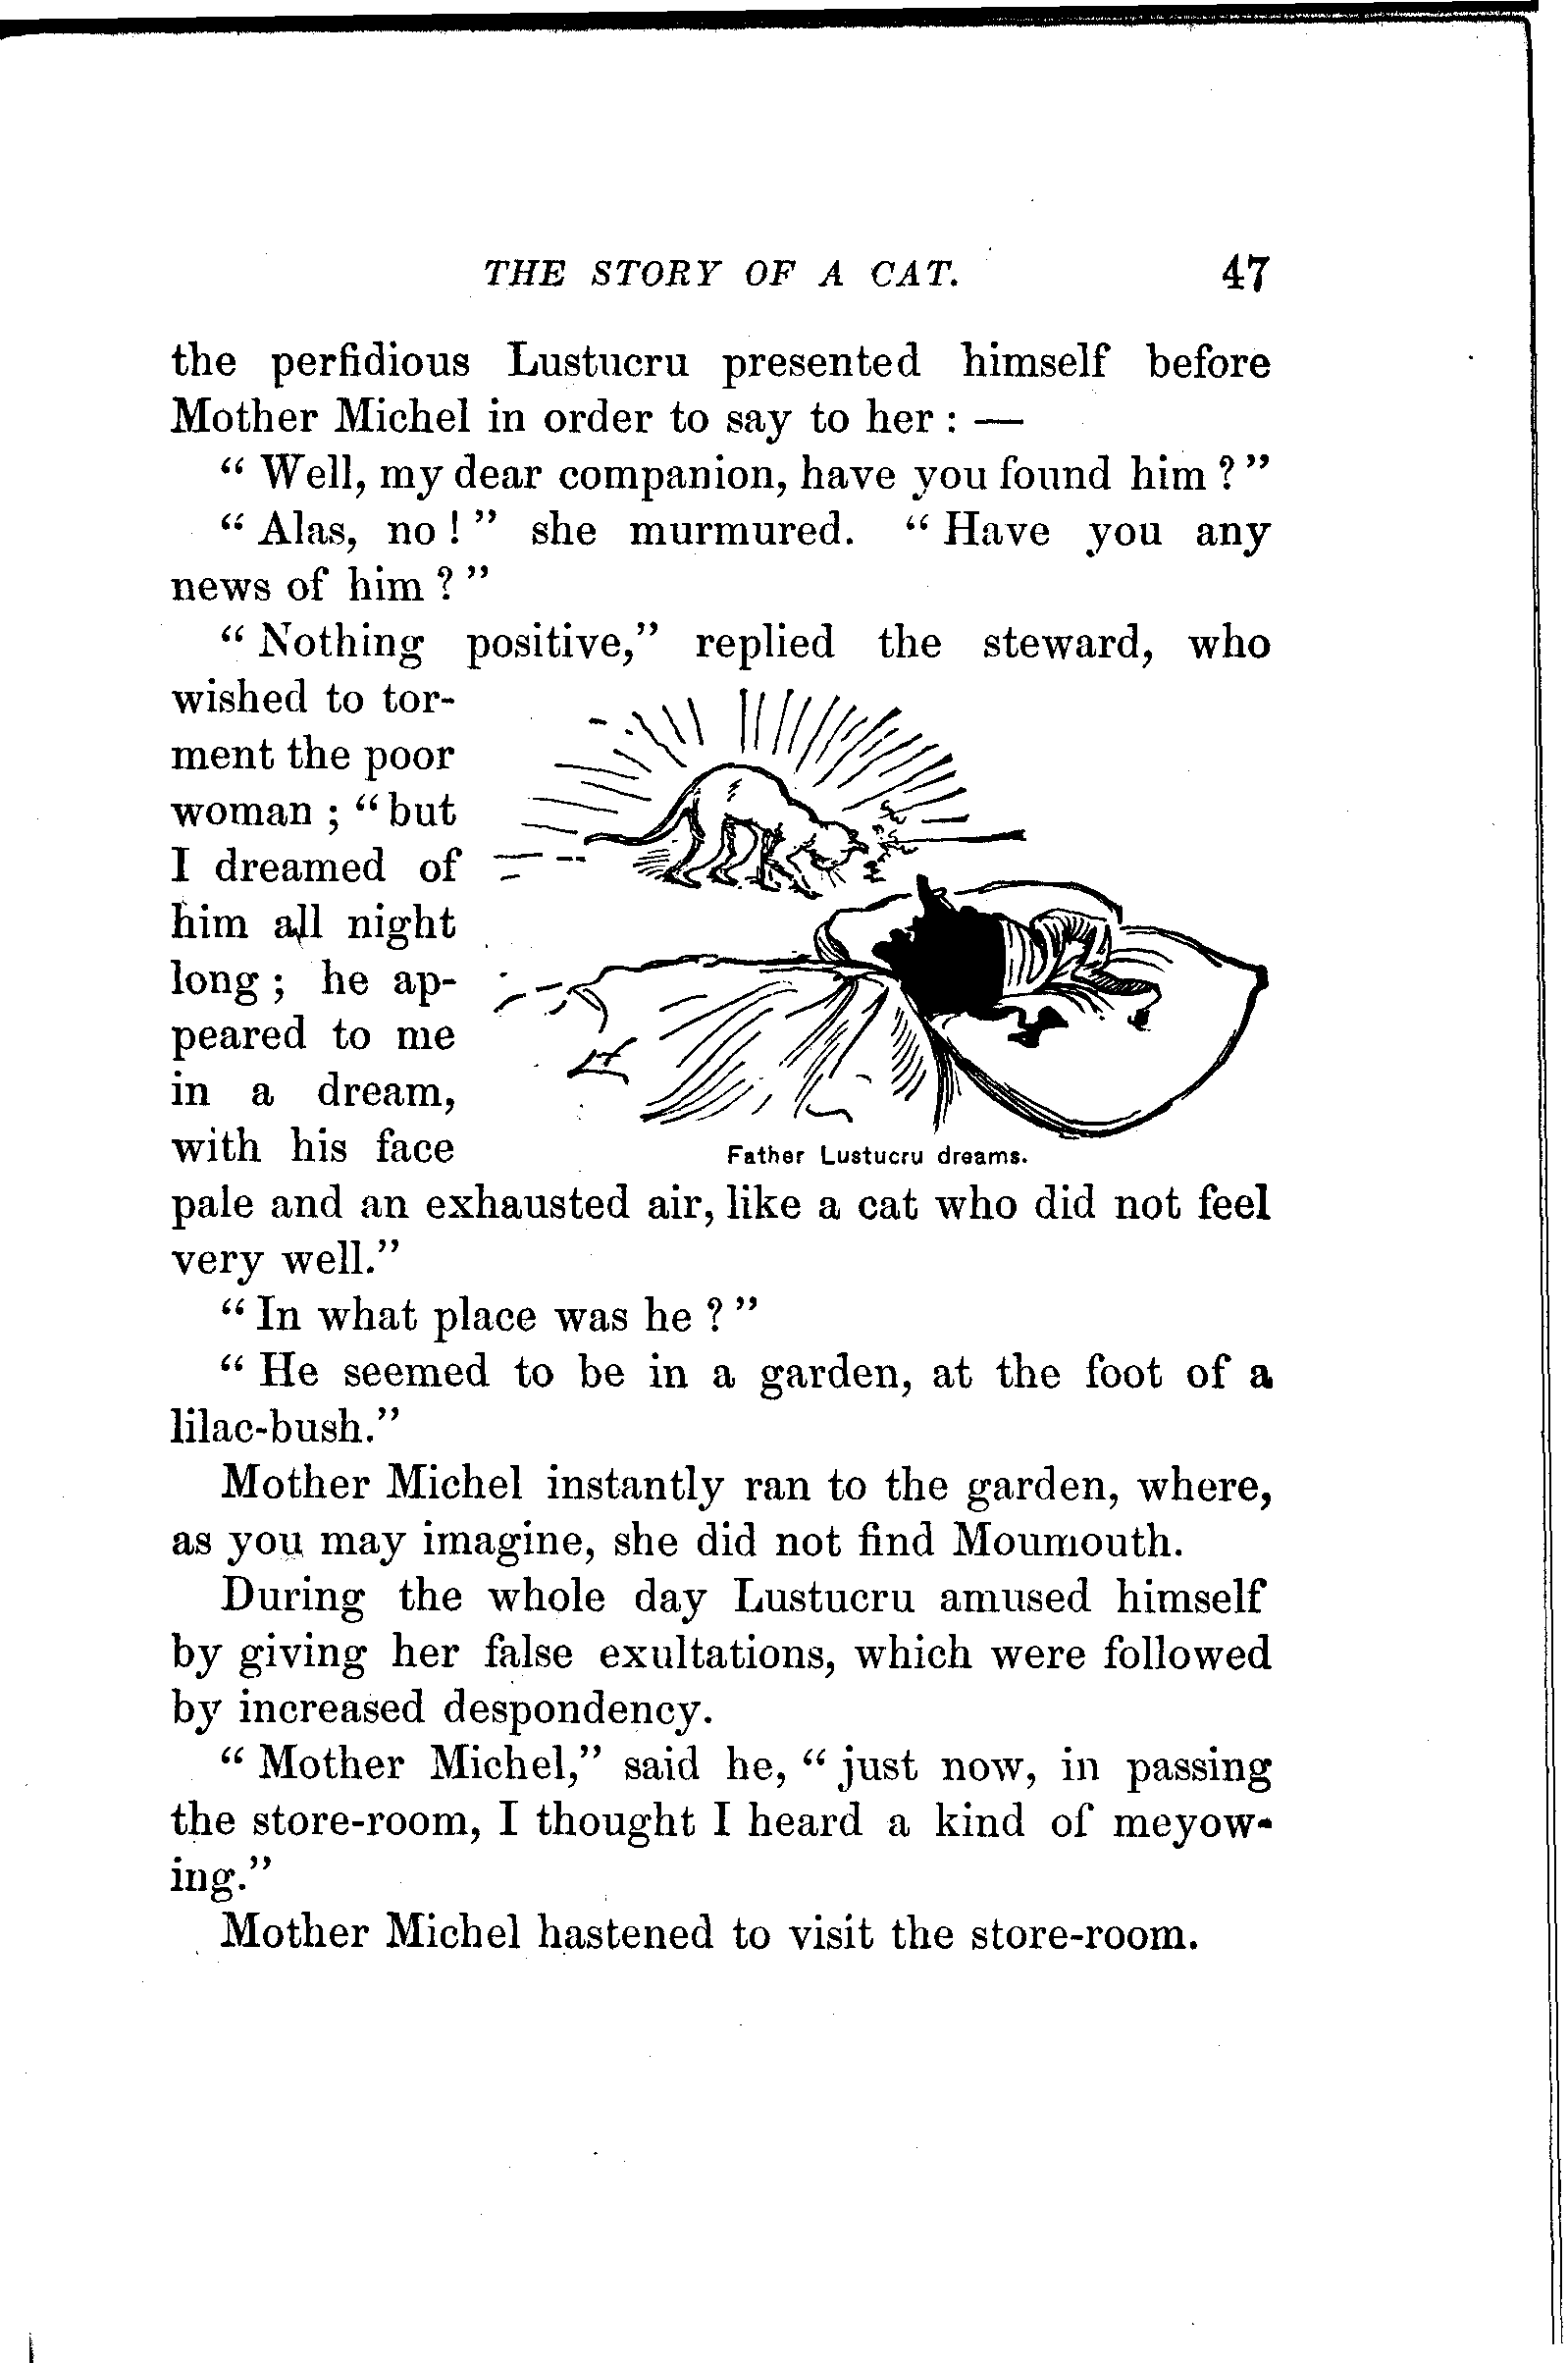 THE STORY OF A CAT. 47
the perfidious Lustucru presented himself before
Mother Michel in order to say to her : —
“ Well, my dear companion, have you found him ? ”
“ Alas, no ! ” she murmured. “ Have you any
news of him ? ”
“ Nothing positive,” replied the steward, who
wished to tor-
ment the poor
woman ; “ but
I dreamed of
him all night
long ; he ap-
peared to me
in a dream,
with his face
Father Lustucru dreams.
pale and an exhausted air, like a cat who did not feel
very well.”
“ In what place was he ? ”
“ He seemed to be in a garden, at the foot of a
lilac-bush.”
Mother Michel instantly ran to the garden, where,
as you may imagine, she did not find Moumouth.
During the whole day Lustucru amused himself
by giving her false exultations, which were followed
by increased despondency.
“ Mother Michel,” said he, “ just now, in passing
the store-room, I thought I heard a kind of meyow-
ing.”
Mother Michel hastened to visit the store-room.